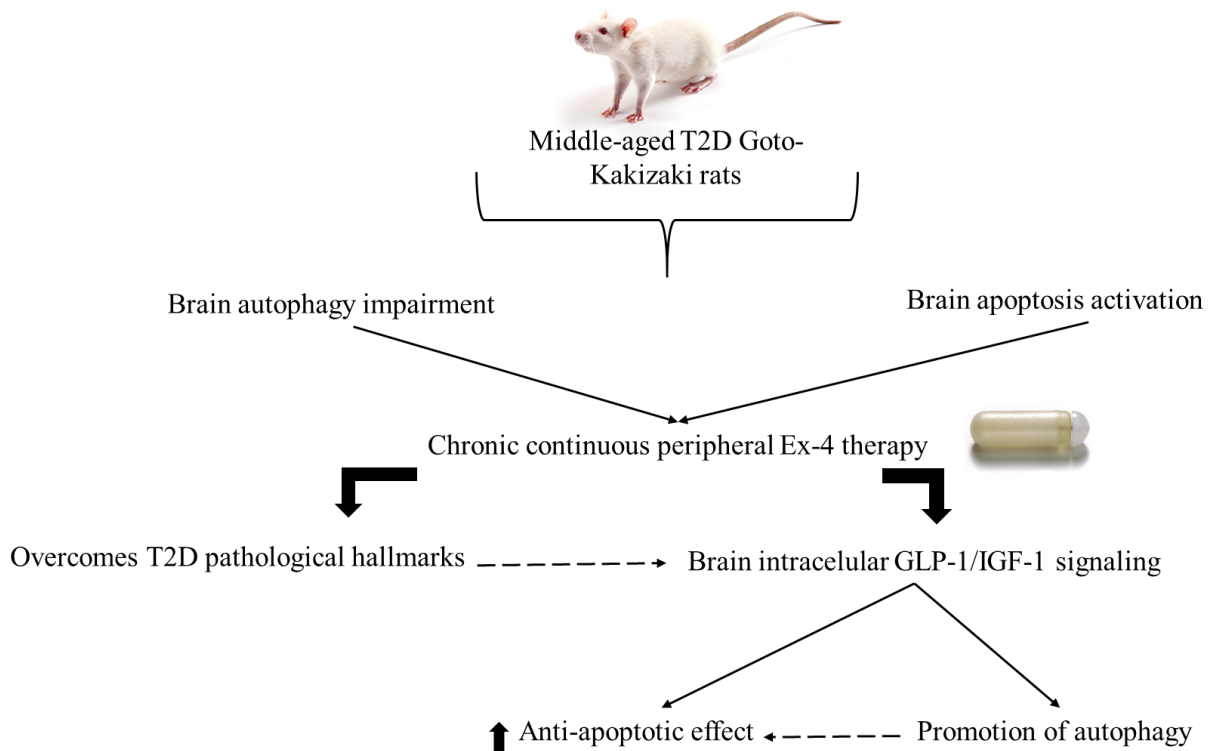 Middle-aged T2D Goto-
Kakizaki rats
Brain autophagy impairment
Brain apoptosis activation
Chronic continuous peripheral Ex-4 therapy
Overcomes T2D pathological hallmarks
Brain intracelular GLP-1/IGF-1 signaling
Anti-apoptotic effect
Promotion of autophagy